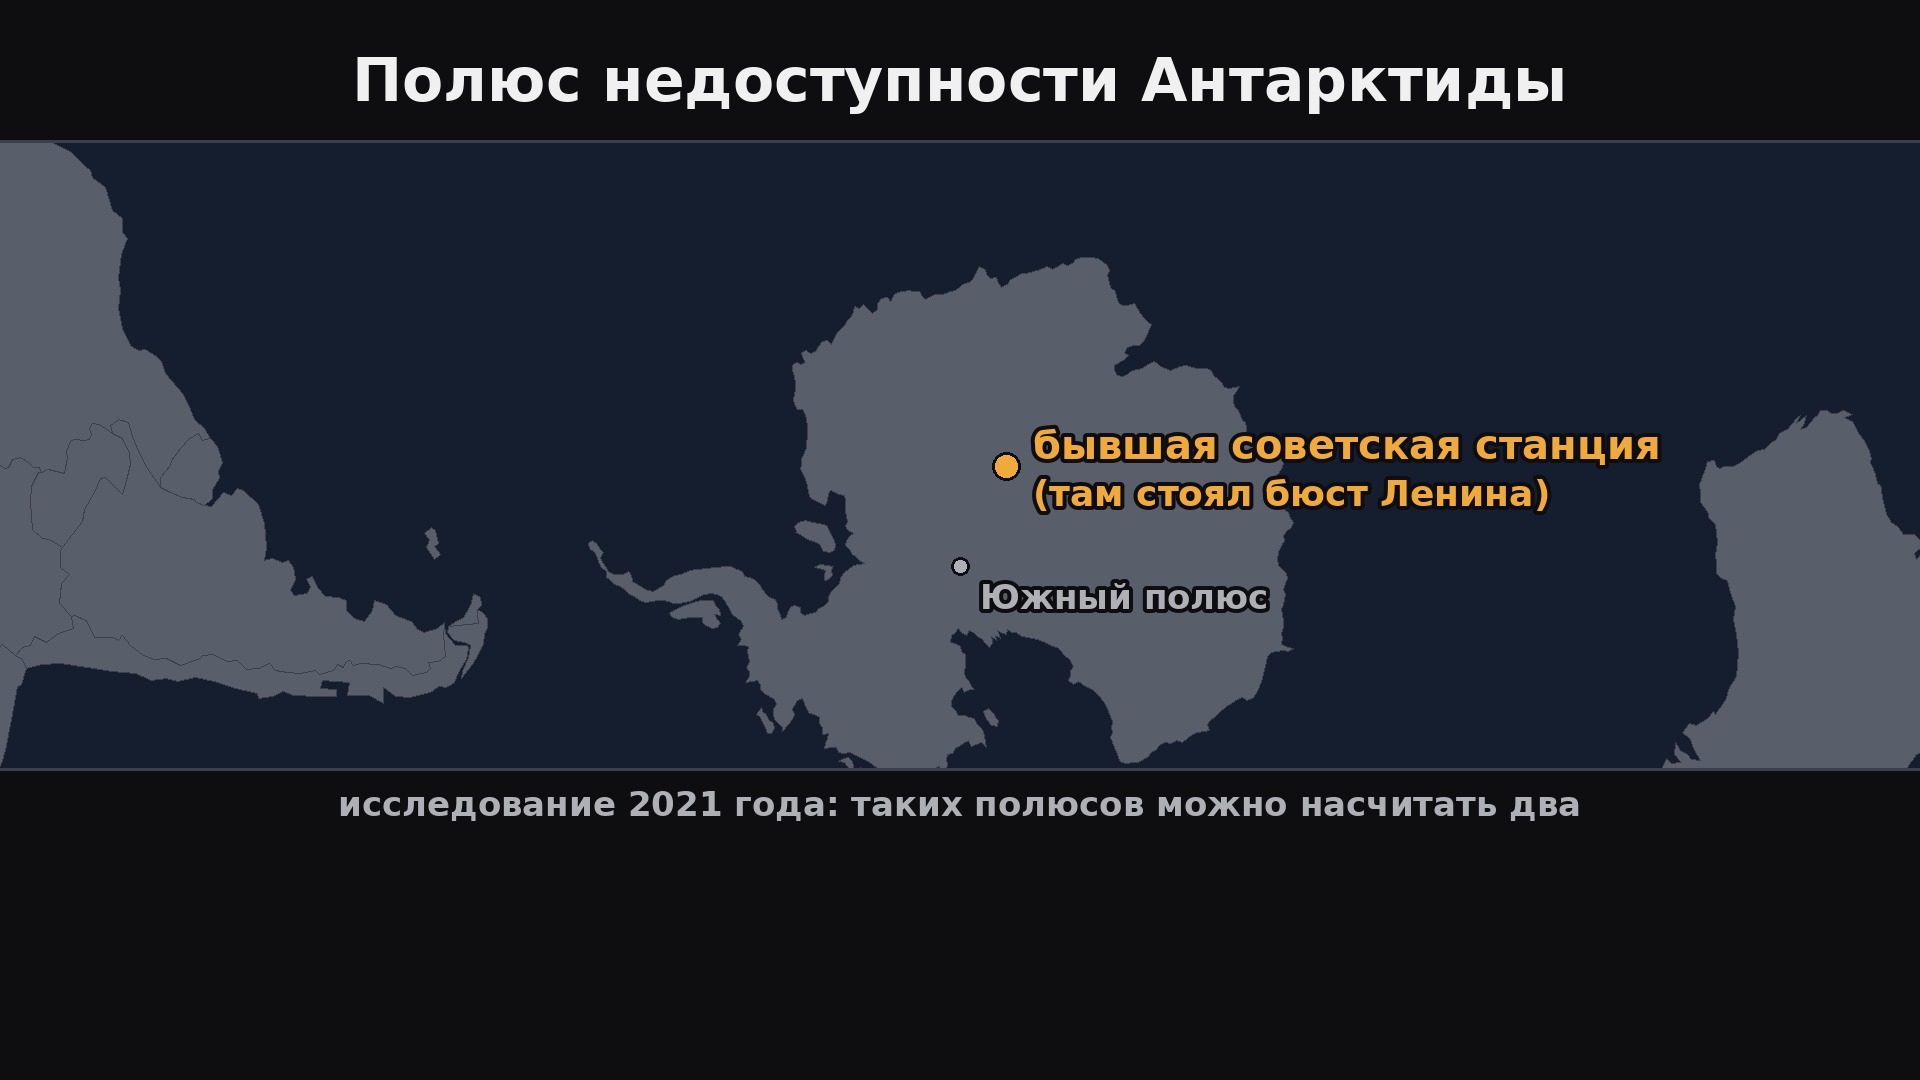 Полюс недоступности Антарктиды
бывшая советская станция
(там стоял бюст Ленина)
Южный полюс
исследование 2021 года: таких полюсов можно насчитать два